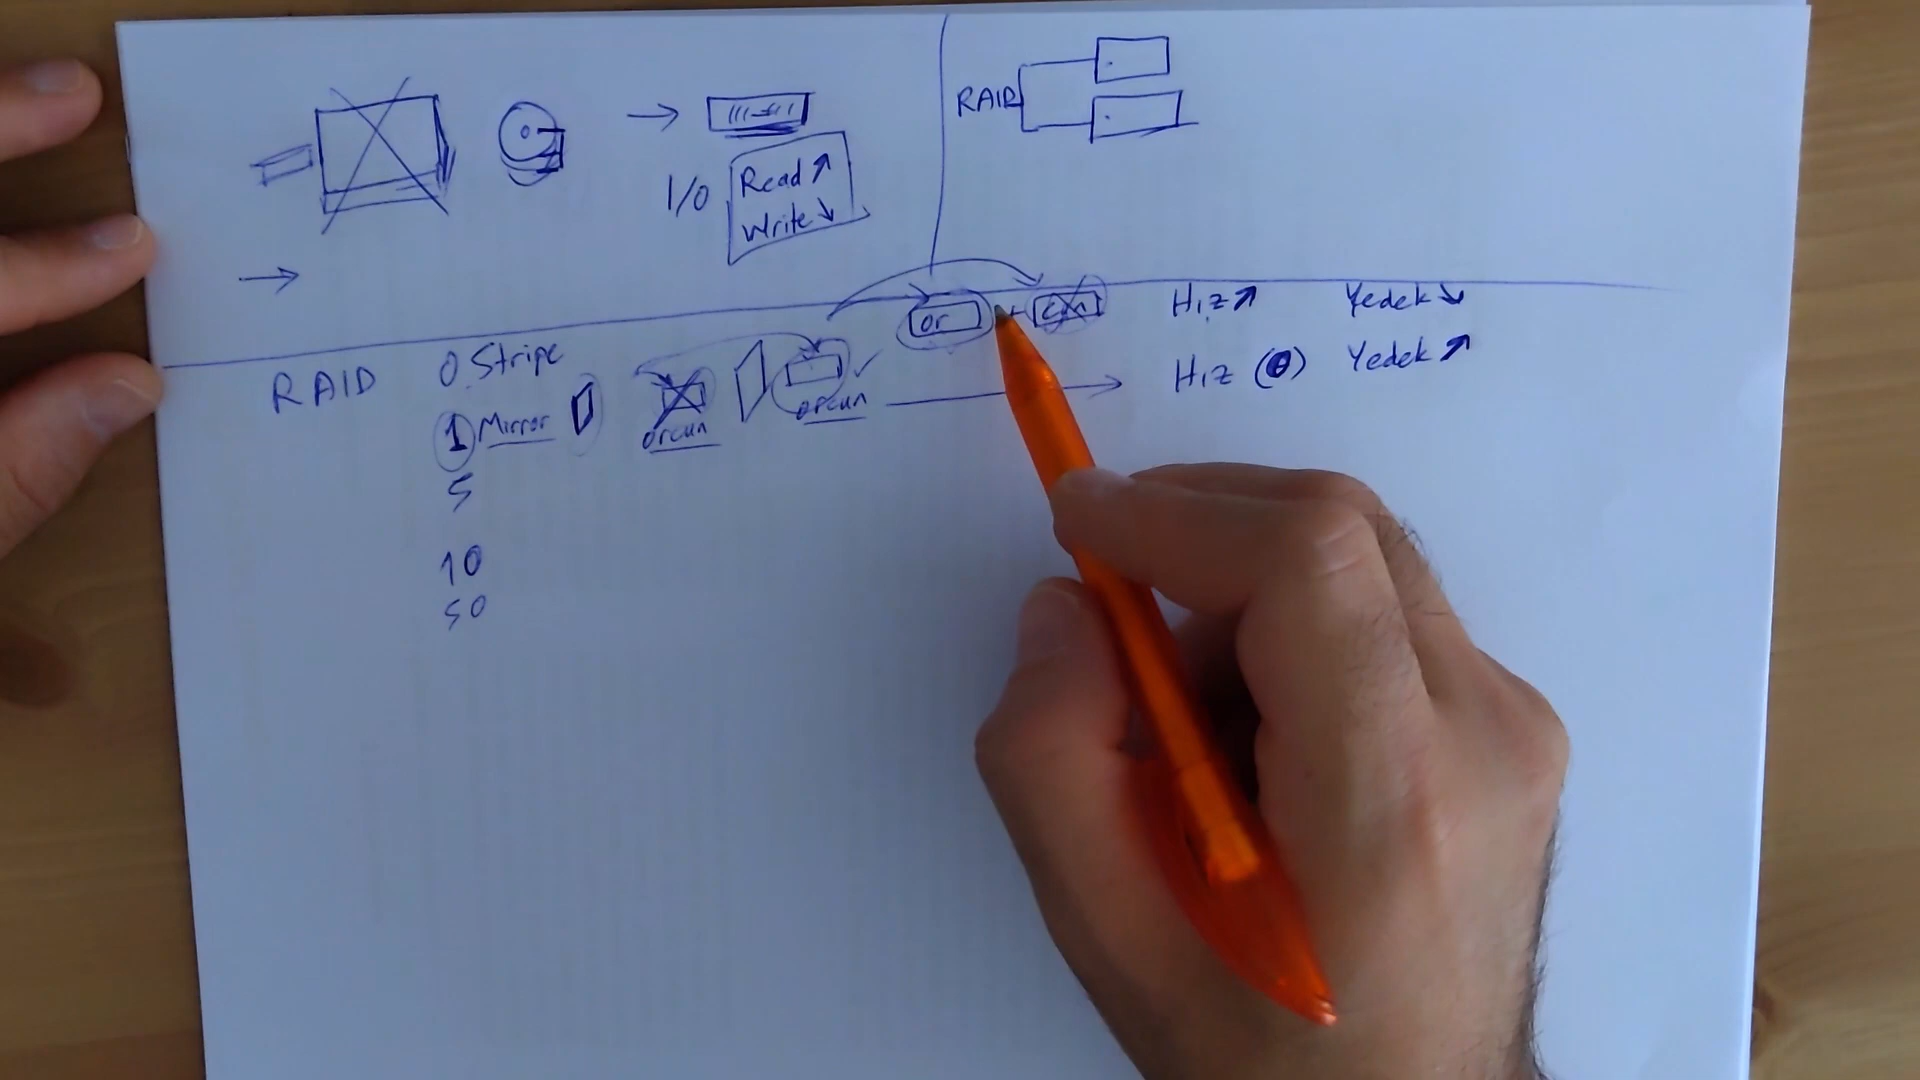 RAID
I/O
Read ↗
Write ↘
or + cun
Hız ↗ Yedek ↘
RAID 0 Stripe
Hız (0) Yedek ↗
1 Mirror orcun orcun
5
10
50